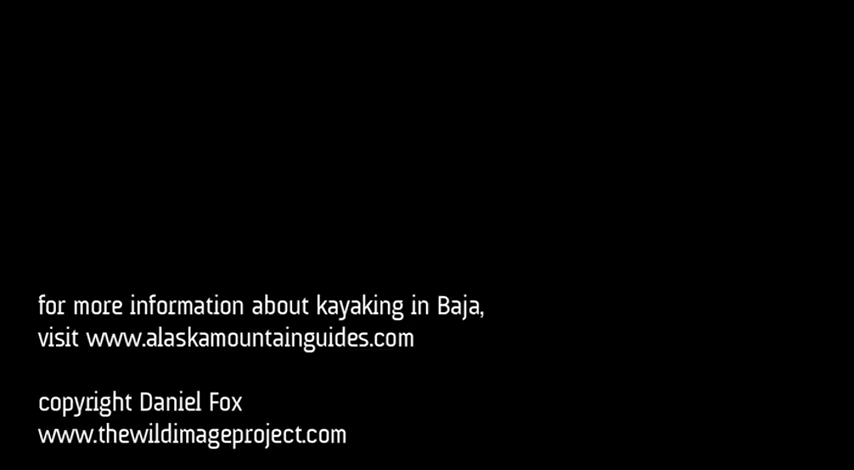 for more information about kayaking in Baja,
visit www.alaskamountainguides.com
copyright Daniel Fox
www.thewildimageproject.com